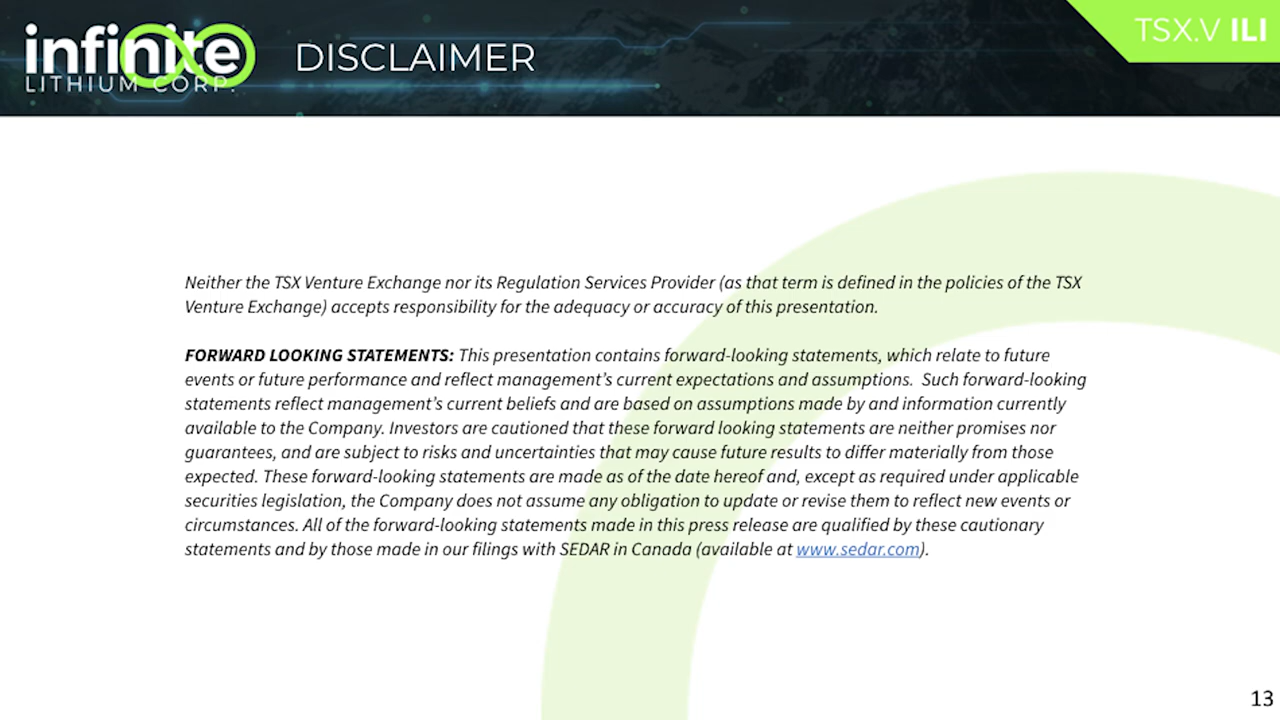 infinite
LITHIUM CORP.
DISCLAIMER
TSX.V ILI
Neither the TSX Venture Exchange nor its Regulation Services Provider (as that term is defined in the policies of the TSX
Venture Exchange) accepts responsibility for the adequacy or accuracy of this presentation.
FORWARD LOOKING STATEMENTS: This presentation contains forward-looking statements, which relate to future
events or future performance and reflect management’s current expectations and assumptions.  Such forward-looking
statements reflect management’s current beliefs and are based on assumptions made by and information currently
available to the Company. Investors are cautioned that these forward looking statements are neither promises nor
guarantees, and are subject to risks and uncertainties that may cause future results to differ materially from those
expected. These forward-looking statements are made as of the date hereof and, except as required under applicable
securities legislation, the Company does not assume any obligation to update or revise them to reflect new events or
circumstances. All of the forward-looking statements made in this press release are qualified by these cautionary
statements and by those made in our filings with SEDAR in Canada (available at www.sedar.com).
13